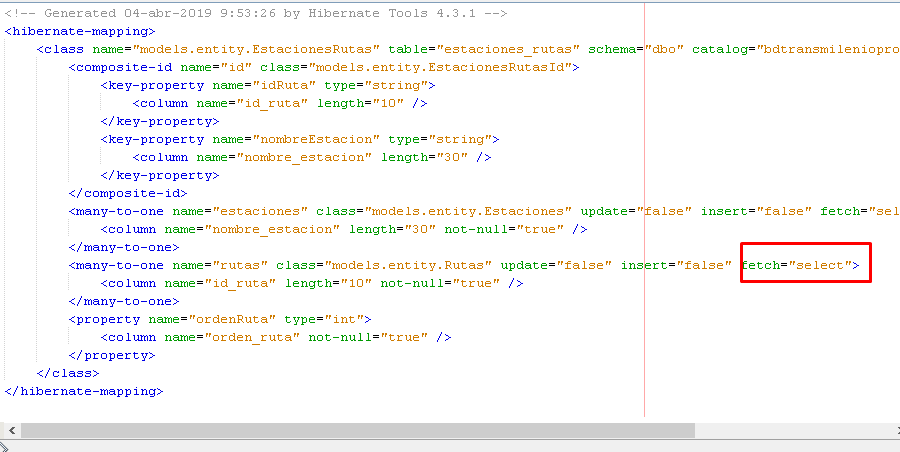 <!-- Generated 04-abr-2019 9:53:26 by Hibernate Tools 4.3.1 -->
<hibernate-mapping>
<class name="models.entity.EstacionesRutas" table="estaciones_rutas" schema="dbo" catalog="bdtransmileniopro
<composite-id name="id" class="models.entity.EstacionesRutasId">
<key-property name="idRuta" type="string">
<column name="id_ruta" length="10" />
</key-property>
<key-property name="nombreEstacion" type="string">
<column name="nombre_estacion" length="30" />
</key-property>
</composite-id>
<many-to-one name="estaciones" class="models.entity.Estaciones" update="false" insert="false" fetch="sel
<column name="nombre_estacion" length="30" not-null="true" />
</many-to-one>
<many-to-one name="rutas" class="models.entity.Rutas" update="false" insert="false" fetch="select">
<column name="id_ruta" length="10" not-null="true" />
</many-to-one>
<property name="ordenRuta" type="int">
<column name="orden_ruta" not-null="true" />
</property>
</class>
</hibernate-mapping>